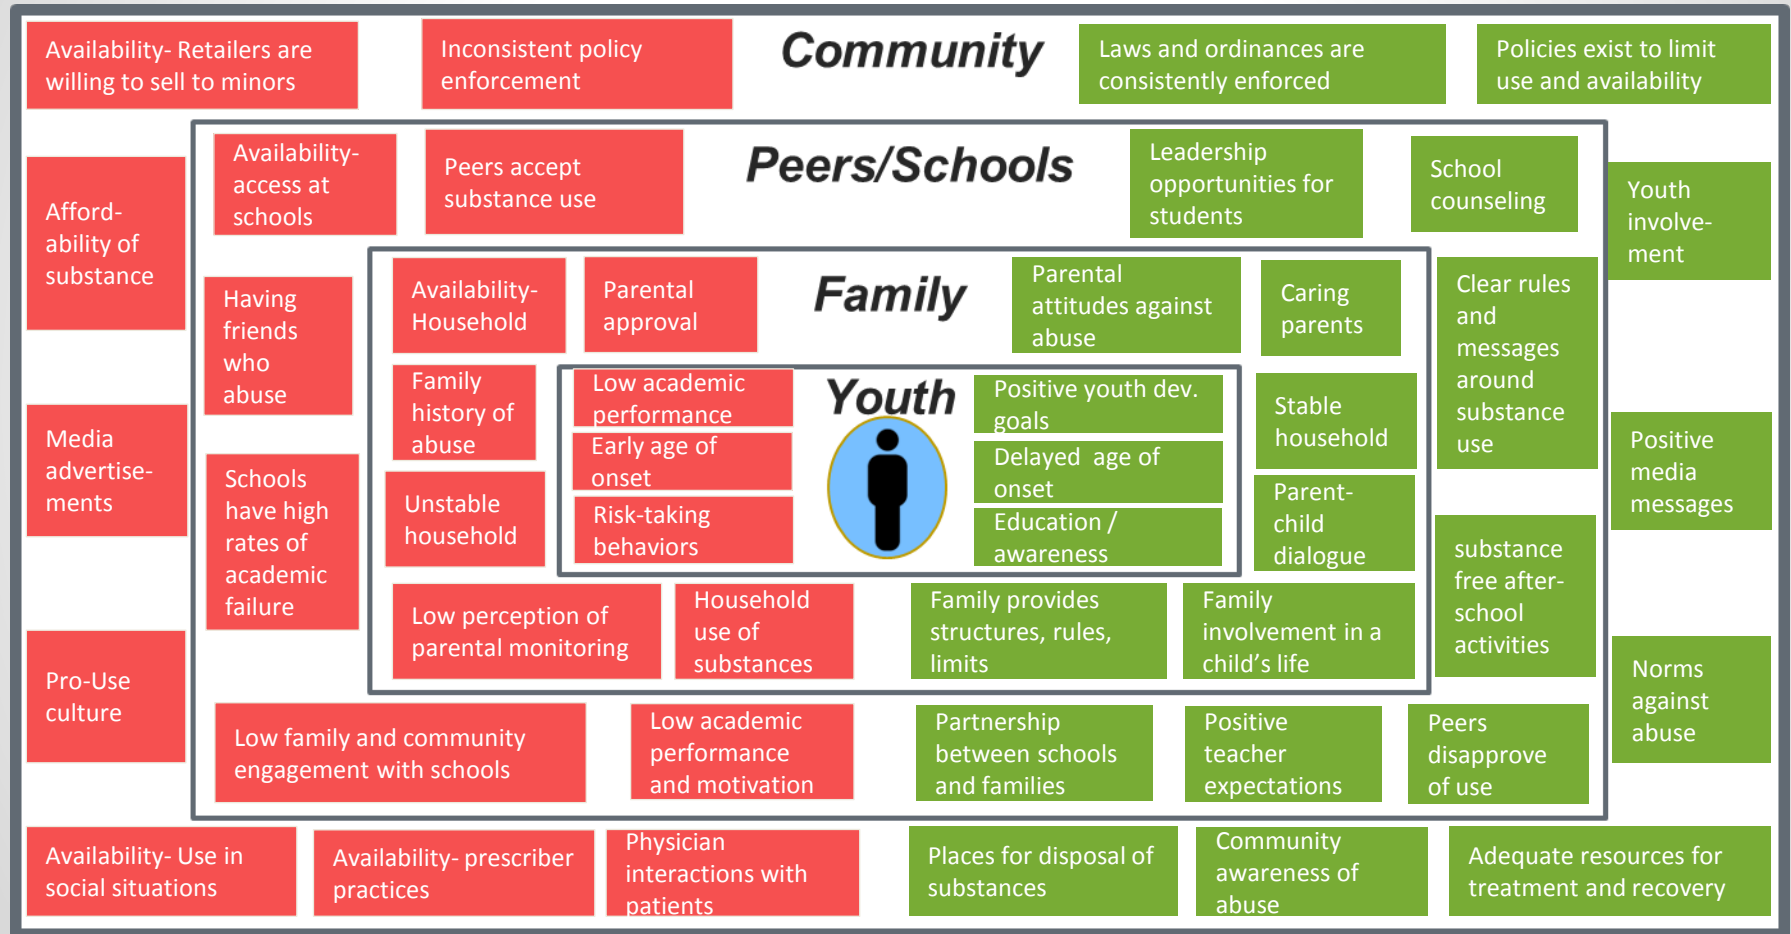 Availability- Retailers are
willing to sell to minors
Inconsistent policy
enforcement
Community
Laws and ordinances are
consistently enforced
Policies exist to limit
use and availability
Afford-
ability of
substance
Media
advertise-
ments
Pro-Use
culture
Availability-
access at
schools
Peers accept
substance use
Peers/Schools
Leadership
opportunities for
students
School
counseling
Youth
involve-
ment
Positive
media
messages
Norms
against
abuse
Having
friends
who
abuse
Schools
have high
rates of
academic
failure
Availability-
Household
Parental
approval
Family
Parental
attitudes against
abuse
Caring
parents
Clear rules
and
messages
around
substance
use
substance
free after-
school
activities
Family
history of
abuse
Unstable
household
Low academic
performance
Early age of
onset
Risk-taking
behaviors
Youth
Positive youth dev.
goals
Delayed  age of
onset
Education /
awareness
Stable
household
Parent-
child
dialogue
Low perception of
parental monitoring
Household
use of
substances
Family provides
structures, rules,
limits
Family
involvement in a
child’s life
Low family and community
engagement with schools
Low academic
performance
and motivation
Partnership
between schools
and families
Positive
teacher
expectations
Peers
disapprove
of use
Availability- Use in
social situations
Availability- prescriber
practices
Physician
interactions with
patients
Places for disposal of
substances
Community
awareness of
abuse
Adequate resources for
treatment and recovery